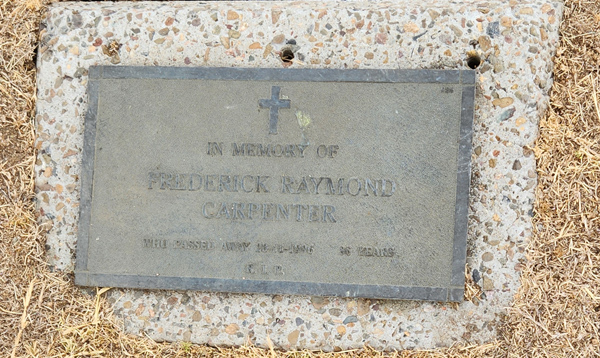 IN MEMORY OF
FREDERICK RAYMOND
CARPENTER
WHO PASSED AWAY YEARS
R.I.P.